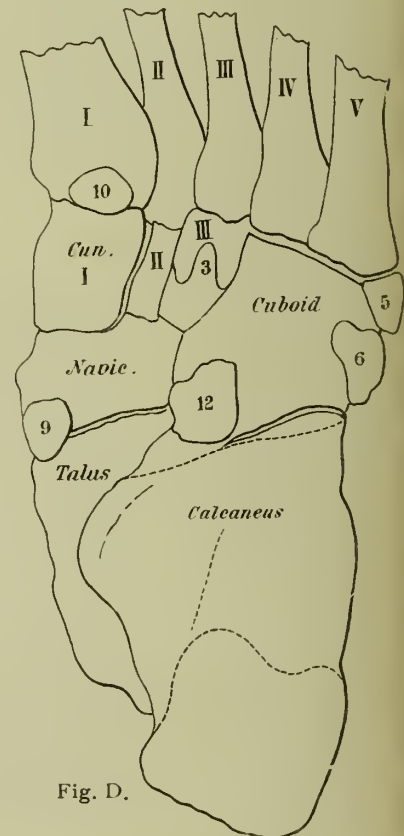 I
II
III
IV
V
10
Cun.
I
II
III
3
Cuboid
5
6
Navic.
12
9
Talus
Calcaneus
Fig. D.